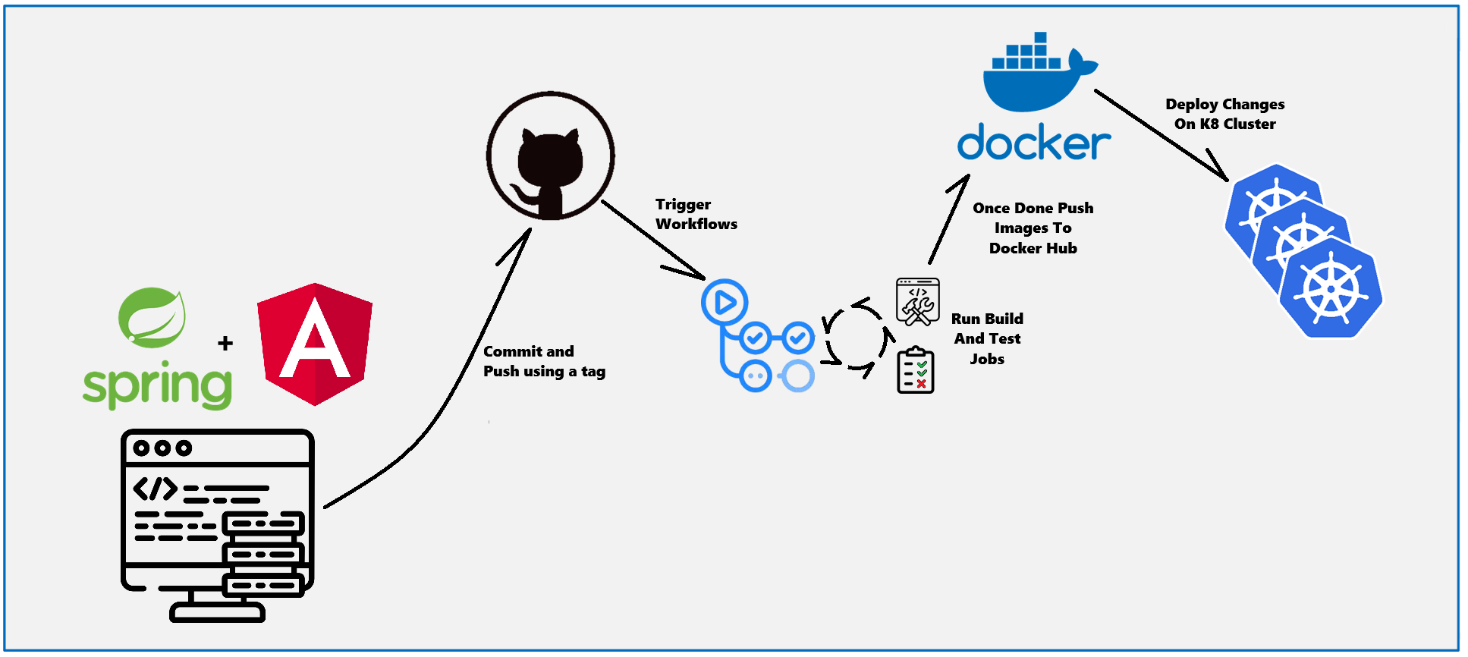 spring
+
A
Commit and
Push using a tag
Trigger
Workflows
</>
Run Build
And Test
Jobs
Once Done Push
Images To
Docker Hub
docker
Deploy Changes
On K8 Cluster